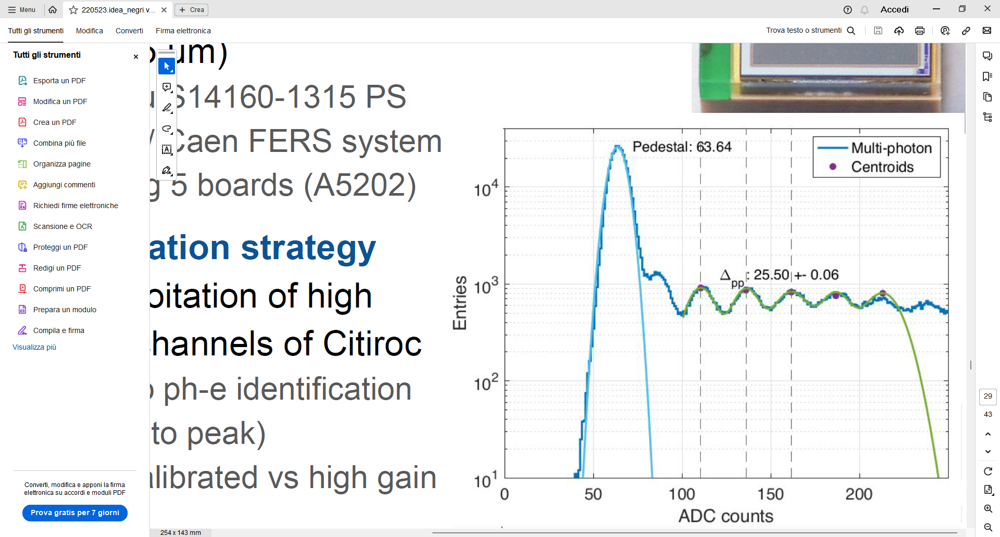 Menu
220523.idea_negri.v...
Crea
Accedi
Tutti gli strumenti
Modifica
Converti
Firma elettronica
Trova testo o strumenti
Tutti gli strumenti
Esporta un PDF
Modifica un PDF
Crea un PDF
Combina più file
Organizza pagine
Aggiungi commenti
Richiedi firme elettroniche
Scansione e OCR
Proteggi un PDF
Redigi un PDF
Comprimi un PDF
Prepara un modulo
Compila e firma
Visualizza più
Converti, modifica e apponi la firma
elettronica su accordi e moduli PDF
Prova gratis per 7 giorni
um)
S14160-1315 PS
Caen FERS system
g 5 boards (A5202)
ation strategy
pitation of high
hannels of Citiroc
ph-e identification
to peak)
alibrated vs high gain
Pedestal: 63.64
Multi-photon
Centroids
Δpp: 25.50 +- 0.06
Entries
10⁴
10³
10²
10¹
0
50
100
150
200
ADC counts
254 x 143 mm
29
43